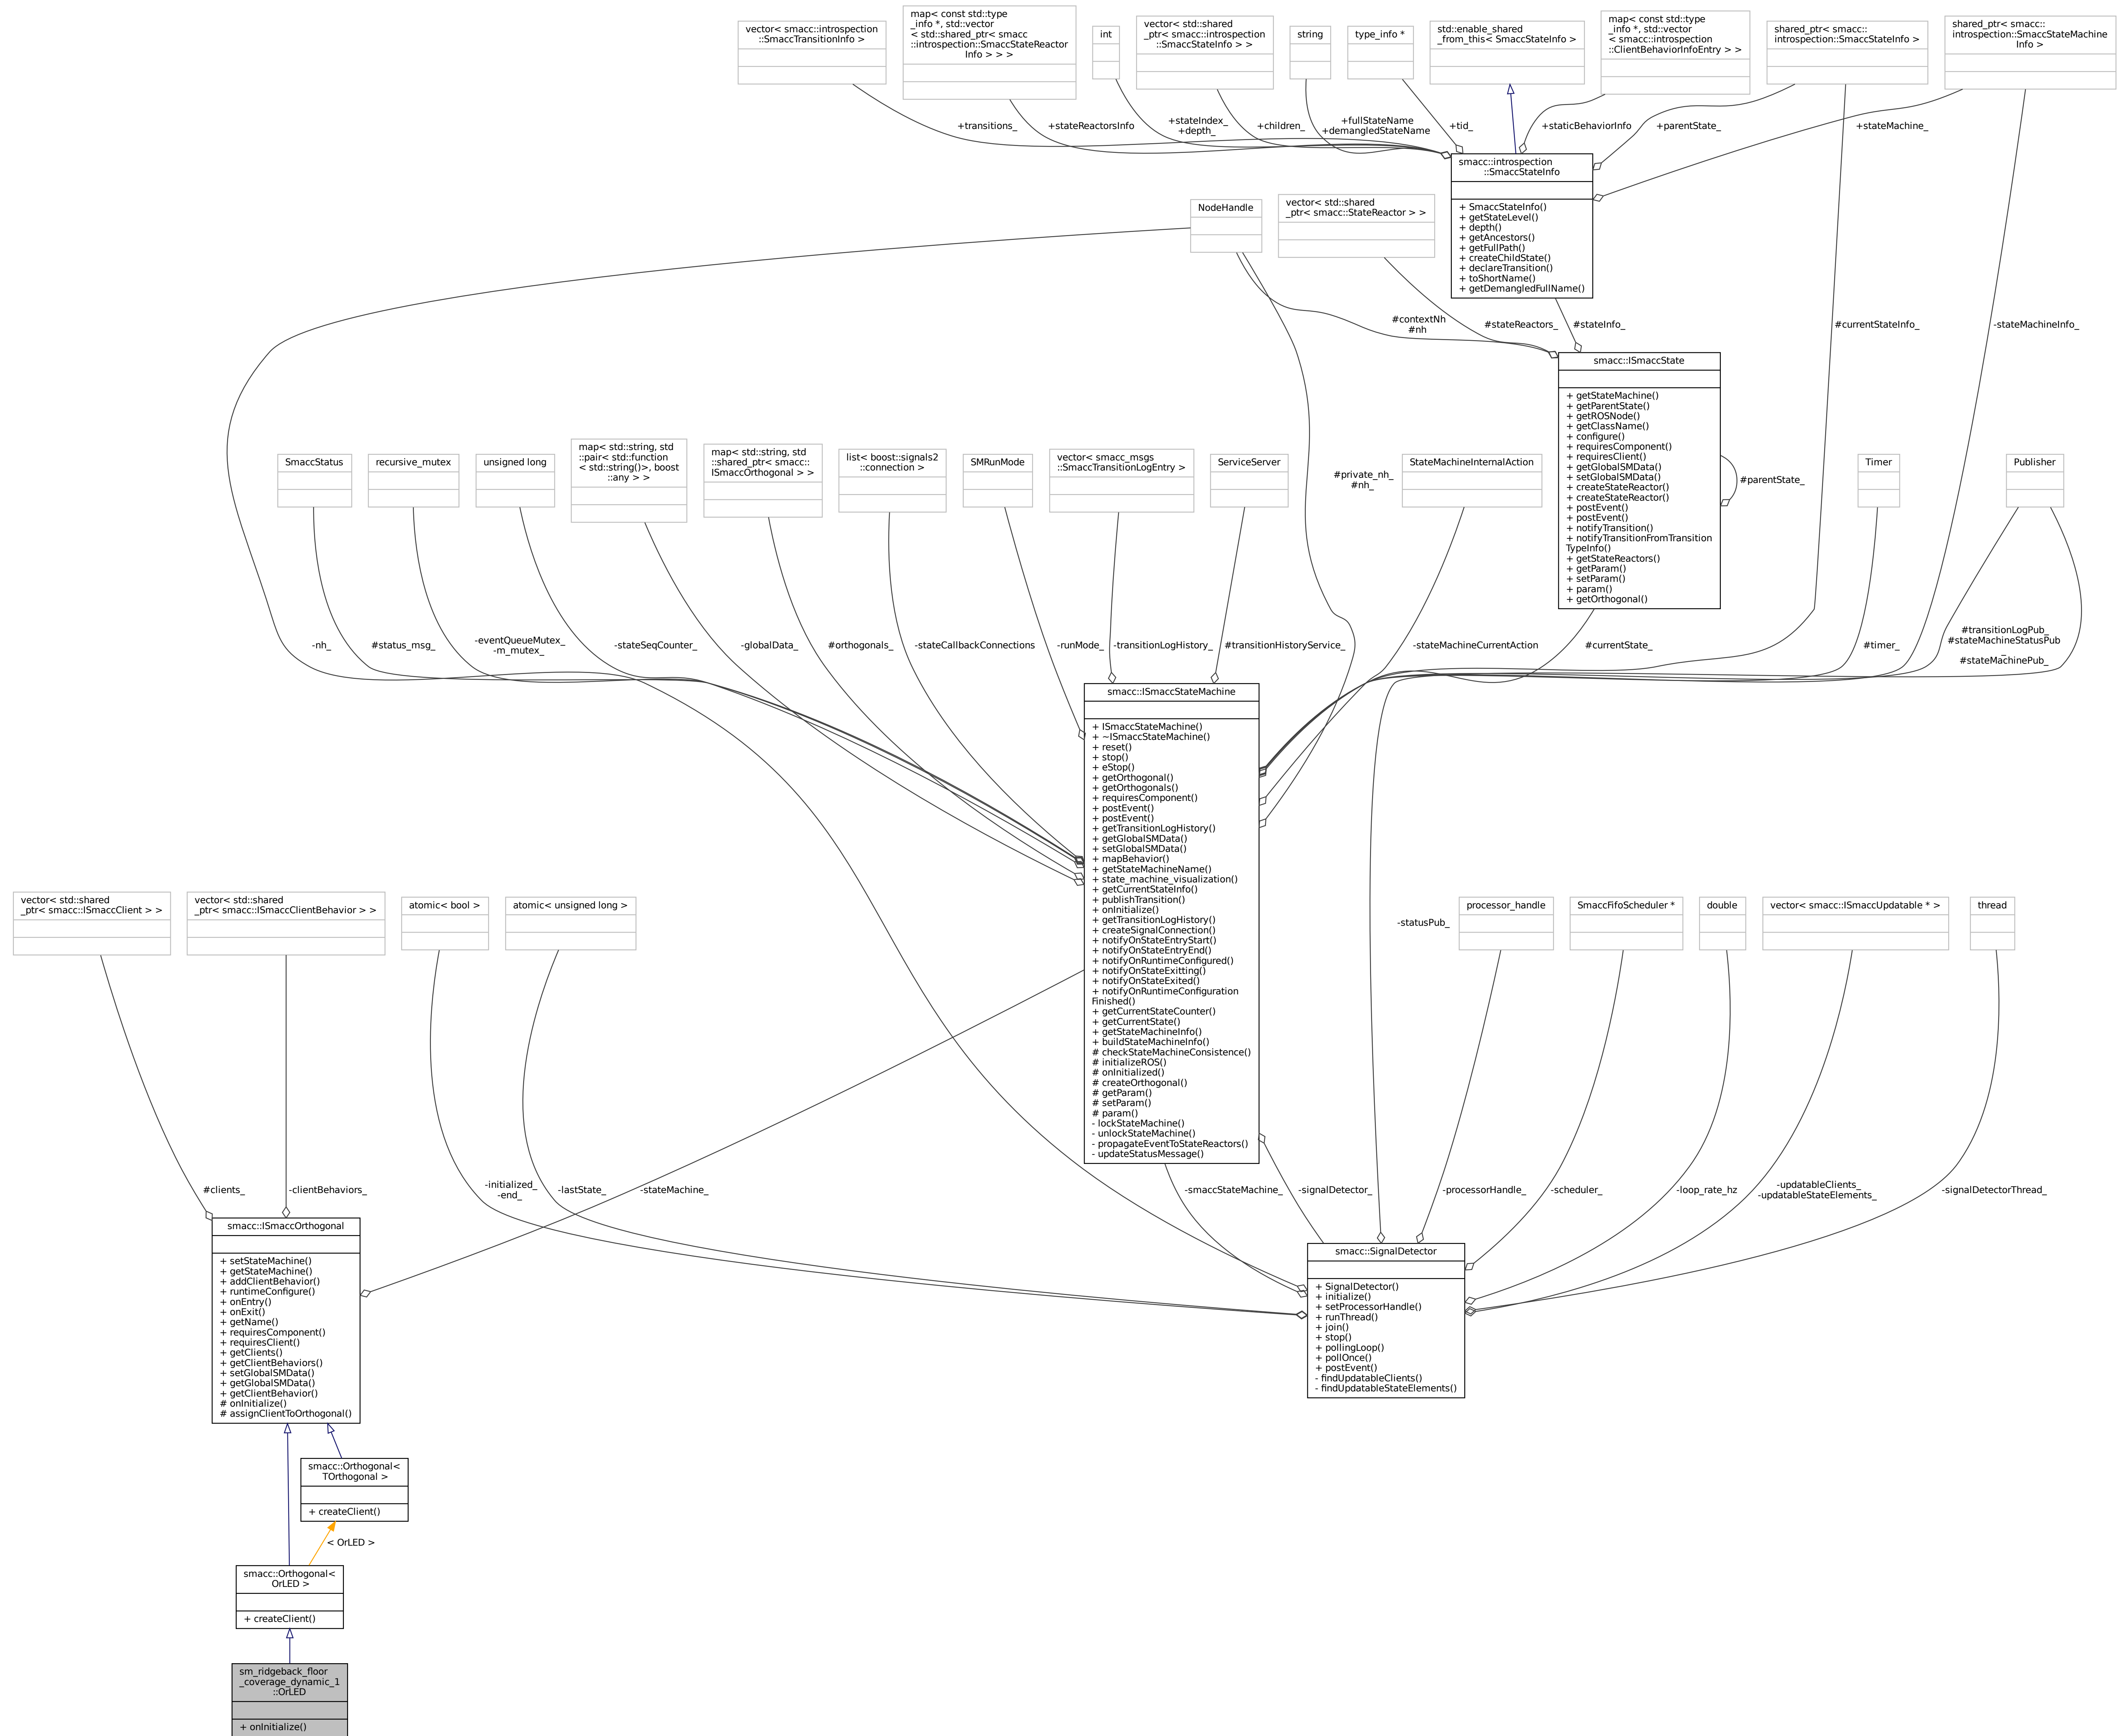 vector< smacc::introspection
::SmaccTransitionInfo >
map< const std::type
_info *, std::vector
< std::shared_ptr< smacc
::introspection::SmaccStateReactor
Info > > >
int
vector< std::shared
_ptr< smacc::introspection
::SmaccStateInfo > >
string
type_info *
std::enable_shared
_from_this< SmaccStateInfo >
map< const std::type
_info *, std::vector
< smacc::introspection
::ClientBehaviorInfoEntry > >
shared_ptr< smacc::
introspection::SmaccStateInfo >
shared_ptr< smacc::
introspection::SmaccStateMachine
Info >
+transitions_
+stateReactorsInfo
+stateIndex_
+depth_
+children_
+fullStateName
+demangledStateName
+tid_
+staticBehaviorInfo
+parentState_
+stateMachine_
smacc::introspection
::SmaccStateInfo
+ SmaccStateInfo()
+ getStateLevel()
+ depth()
+ getAncestors()
+ getFullPath()
+ createChildState()
+ declareTransition()
+ toShortName()
+ getDemangledFullName()
NodeHandle
vector< std::shared
_ptr< smacc::StateReactor > >
#contextNh
#nh
#stateReactors_
#stateInfo_
#currentStateInfo_
-stateMachineInfo_
smacc::ISmaccState
+ getStateMachine()
+ getParentState()
+ getROSNode()
+ getClassName()
+ configure()
+ requiresComponent()
+ requiresClient()
+ getGlobalSMData()
+ setGlobalSMData()
+ createStateReactor()
+ createStateReactor()
+ postEvent()
+ postEvent()
+ notifyTransition()
+ notifyTransitionFromTransition
TypeInfo()
+ getStateReactors()
+ getParam()
+ setParam()
+ param()
+ getOrthogonal()
#parentState_
SmaccStatus
recursive_mutex
unsigned long
map< std::string, std
::pair< std::function
< std::string()>, boost
::any > >
map< std::string, std
::shared_ptr< smacc::
ISmaccOrthogonal > >
list< boost::signals2
::connection >
SMRunMode
vector< smacc_msgs
::SmaccTransitionLogEntry >
ServiceServer
#private_nh_
#nh_
StateMachineInternalAction
Timer
Publisher
-nh_
#status_msg_
-eventQueueMutex_
-m_mutex_
-stateSeqCounter_
-globalData_
#orthogonals_
-stateCallbackConnections
-runMode_
-transitionLogHistory_
#transitionHistoryService_
-stateMachineCurrentAction
#currentState_
#timer_
#transitionLogPub_
#stateMachineStatusPub
_
#stateMachinePub_
smacc::ISmaccStateMachine
+ ISmaccStateMachine()
+ ~ISmaccStateMachine()
+ reset()
+ stop()
+ eStop()
+ getOrthogonal()
+ getOrthogonals()
+ requiresComponent()
+ postEvent()
+ postEvent()
+ getTransitionLogHistory()
+ getGlobalSMData()
+ setGlobalSMData()
+ mapBehavior()
+ getStateMachineName()
+ state_machine_visualization()
+ getCurrentStateInfo()
+ publishTransition()
+ onInitialize()
+ getTransitionLogHistory()
+ createSignalConnection()
+ notifyOnStateEntryStart()
+ notifyOnStateEntryEnd()
+ notifyOnRuntimeConfigured()
+ notifyOnStateExitting()
+ notifyOnStateExited()
+ notifyOnRuntimeConfiguration
Finished()
+ getCurrentStateCounter()
+ getCurrentState()
+ getStateMachineInfo()
+ buildStateMachineInfo()
# checkStateMachineConsistence()
# initializeROS()
# onInitialized()
# createOrthogonal()
# getParam()
# setParam()
# param()
- lockStateMachine()
- unlockStateMachine()
- propagateEventToStateReactors()
- updateStatusMessage()
vector< std::shared
_ptr< smacc::ISmaccClient > >
vector< std::shared
_ptr< smacc::ISmaccClientBehavior > >
atomic< bool >
atomic< unsigned long >
-statusPub_
processor_handle
SmaccFifoScheduler *
double
vector< smacc::ISmaccUpdatable * >
thread
#clients_
-clientBehaviors_
-initialized_
-end_
-lastState_
-stateMachine_
-smaccStateMachine_
-signalDetector_
-processorHandle_
-scheduler_
-loop_rate_hz
-updatableClients_
-updatableStateElements_
-signalDetectorThread_
smacc::ISmaccOrthogonal
+ setStateMachine()
+ getStateMachine()
+ addClientBehavior()
+ runtimeConfigure()
+ onEntry()
+ onExit()
+ getName()
+ requiresComponent()
+ requiresClient()
+ getClients()
+ getClientBehaviors()
+ setGlobalSMData()
+ getGlobalSMData()
+ getClientBehavior()
# onInitialize()
# assignClientToOrthogonal()
smacc::SignalDetector
+ SignalDetector()
+ initialize()
+ setProcessorHandle()
+ runThread()
+ join()
+ stop()
+ pollingLoop()
+ pollOnce()
+ postEvent()
- findUpdatableClients()
- findUpdatableStateElements()
smacc::Orthogonal<
TOrthogonal >
+ createClient()
< OrLED >
smacc::Orthogonal<
OrLED >
+ createClient()
sm_ridgeback_floor
_coverage_dynamic_1
::OrLED
+ onInitialize()